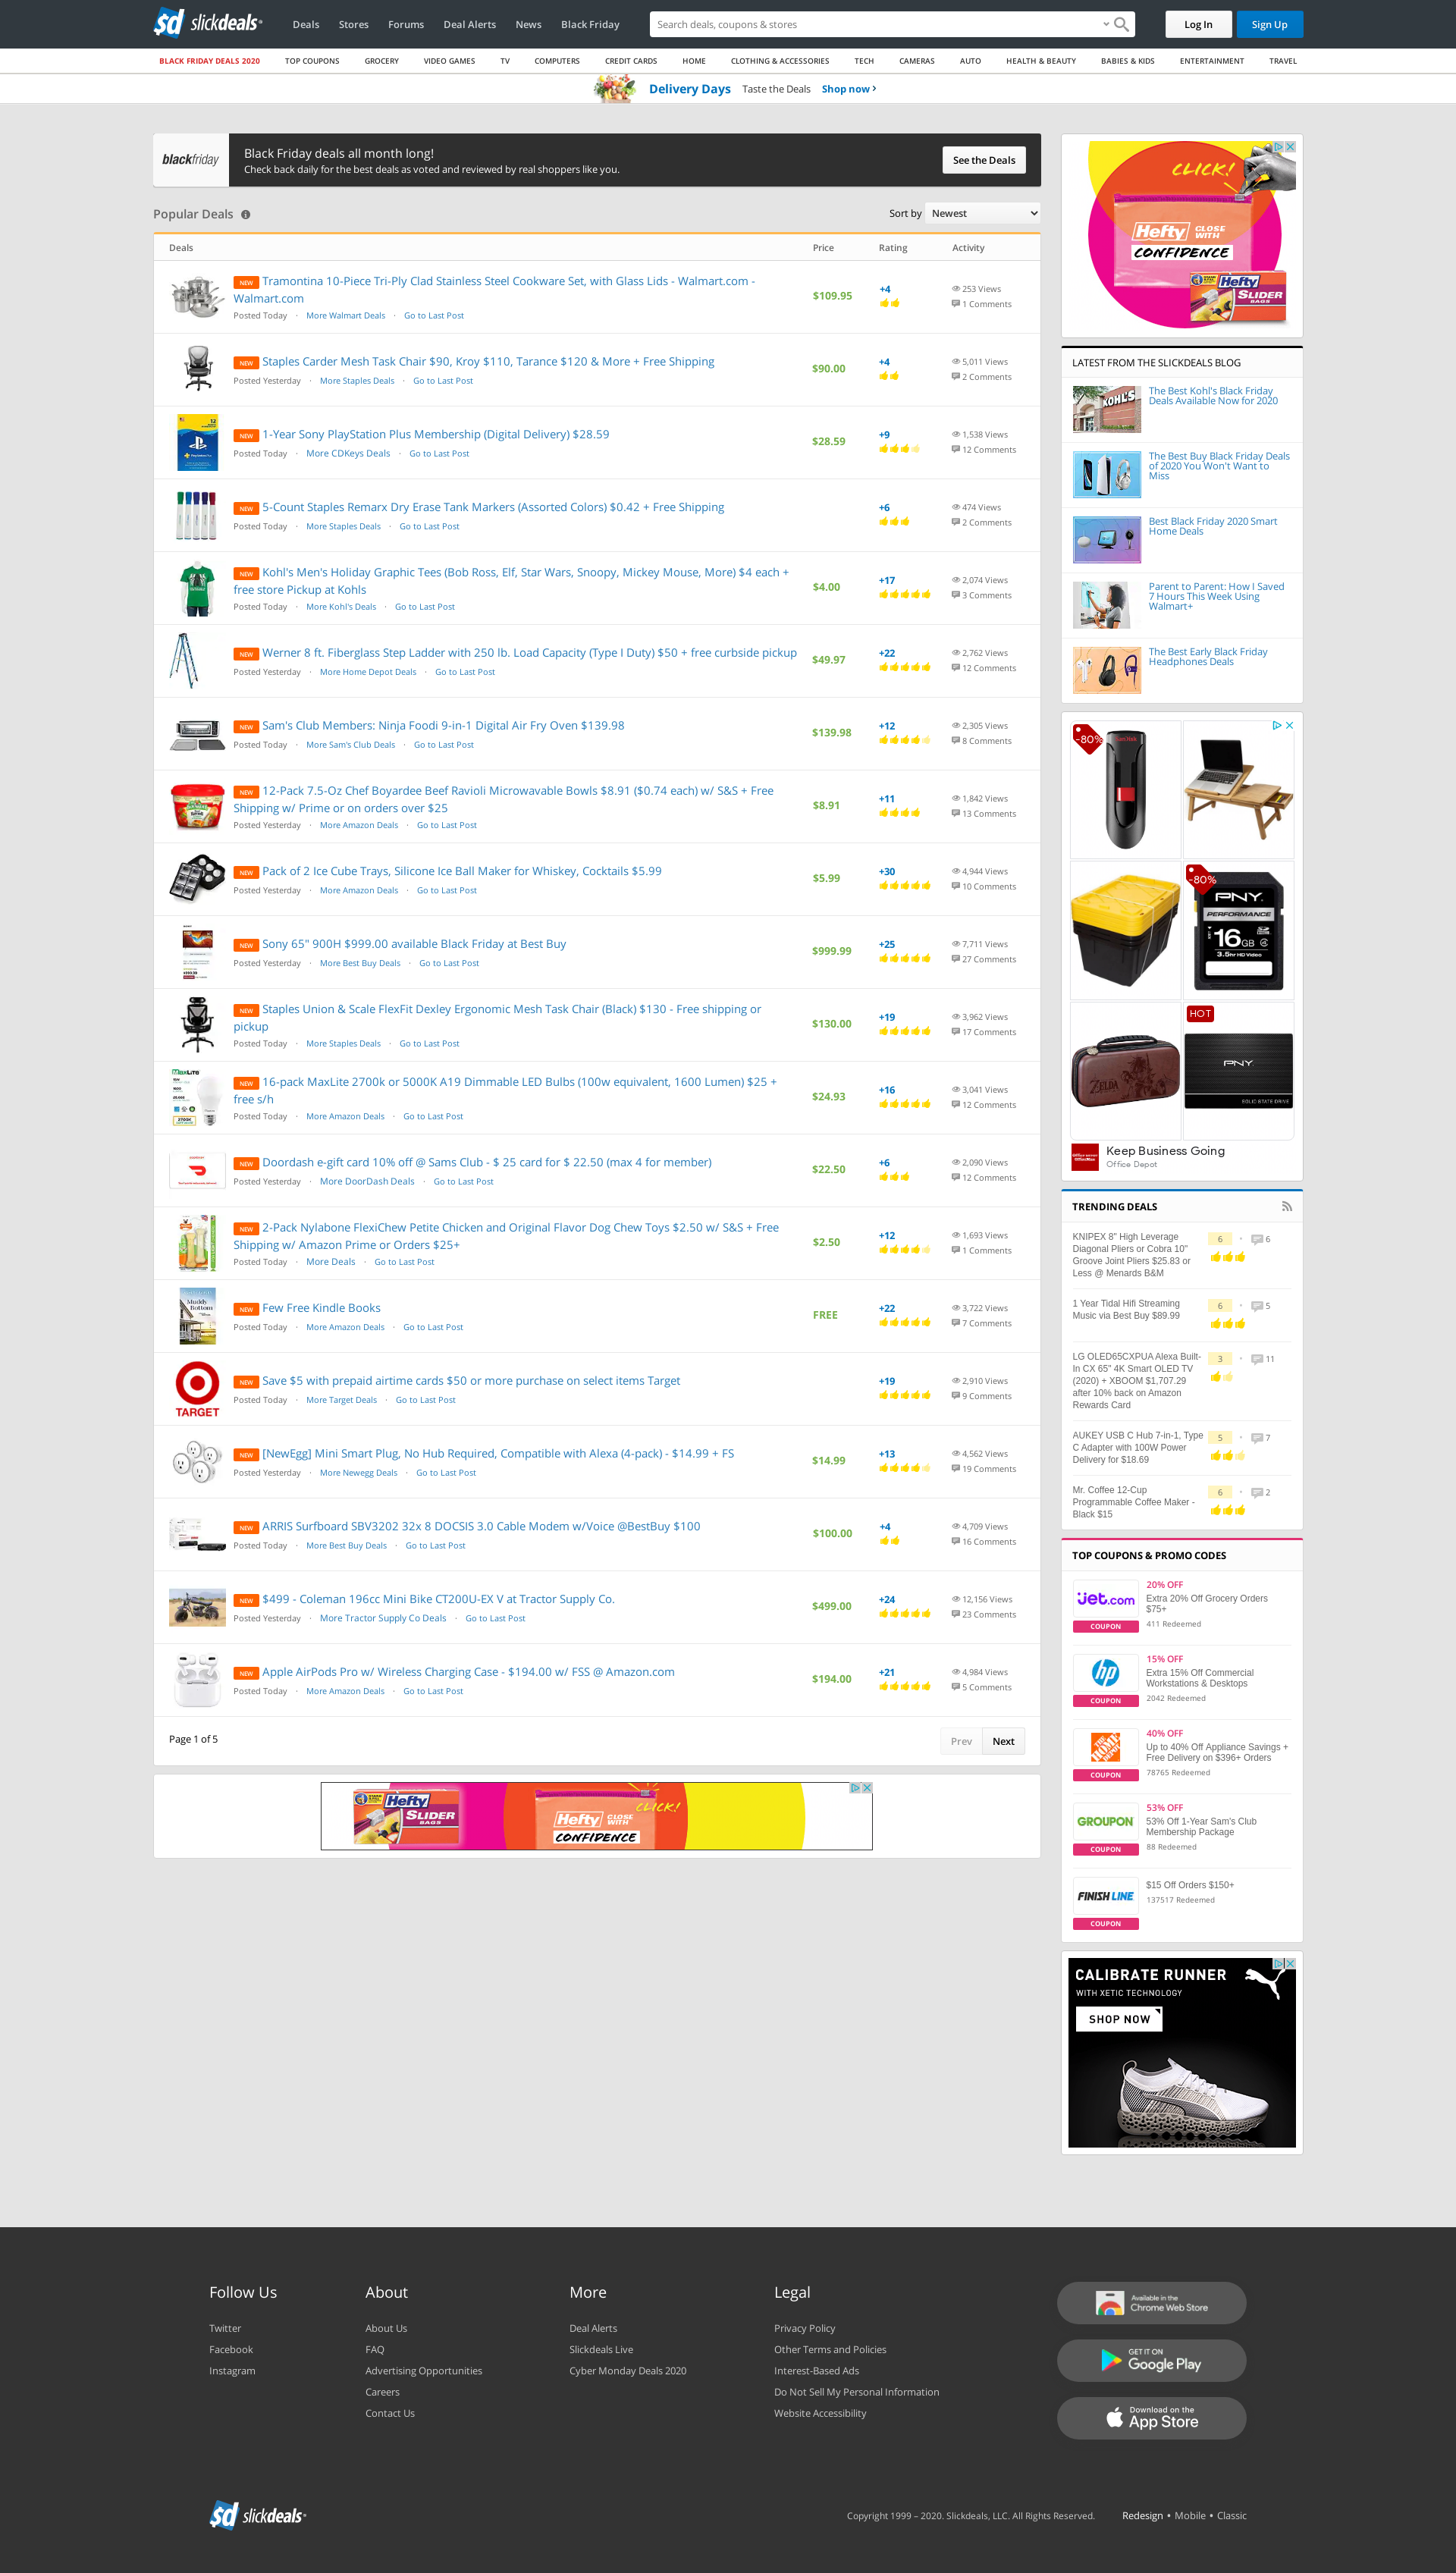 slickdeals
Deals Stores Forums Deal Alerts News Black Friday
Search deals, coupons & stores
Log In Sign Up
BLACK FRIDAY DEALS 2020 TOP COUPONS GROCERY VIDEO GAMES TV COMPUTERS CREDIT CARDS HOME CLOTHING & ACCESSORIES TECH CAMERAS AUTO HEALTH & BEAUTY BABIES & KIDS ENTERTAINMENT TRAVEL
Delivery Days Taste the Deals Shop now
blackfriday
Black Friday deals all month long!
Check back daily for the best deals as voted and reviewed by real shoppers like you.
See the Deals
Popular Deals
Sort by Newest
Deals Price Rating Activity
NEW Tramontina 10-Piece Tri-Ply Clad Stainless Steel Cookware Set, with Glass Lids - Walmart.com -
Walmart.com
Posted Today · More Walmart Deals · Go to Last Post
$109.95 +4 253 Views
1 Comments
NEW Staples Carder Mesh Task Chair $90, Kroy $110, Tarance $120 & More + Free Shipping
Posted Yesterday · More Staples Deals · Go to Last Post
$90.00 +4 5,011 Views
2 Comments
NEW 1-Year Sony PlayStation Plus Membership (Digital Delivery) $28.59
Posted Today · More CDKeys Deals · Go to Last Post
$28.59 +9 1,538 Views
12 Comments
NEW 5-Count Staples Remarx Dry Erase Tank Markers (Assorted Colors) $0.42 + Free Shipping
Posted Today · More Staples Deals · Go to Last Post
+6 474 Views
2 Comments
NEW Kohl's Men's Holiday Graphic Tees (Bob Ross, Elf, Star Wars, Snoopy, Mickey Mouse, More) $4 each +
free store Pickup at Kohls
Posted Today · More Kohl's Deals · Go to Last Post
$4.00 +17 2,074 Views
3 Comments
NEW Werner 8 ft. Fiberglass Step Ladder with 250 lb. Load Capacity (Type I Duty) $50 + free curbside pickup
Posted Yesterday · More Home Depot Deals · Go to Last Post
$49.97 +22 2,762 Views
12 Comments
NEW Sam's Club Members: Ninja Foodi 9-in-1 Digital Air Fry Oven $139.98
Posted Today · More Sam's Club Deals · Go to Last Post
$139.98 +12 2,305 Views
8 Comments
NEW 12-Pack 7.5-Oz Chef Boyardee Beef Ravioli Microwavable Bowls $8.91 ($0.74 each) w/ S&S + Free
Shipping w/ Prime or on orders over $25
Posted Yesterday · More Amazon Deals · Go to Last Post
$8.91 +11 1,842 Views
13 Comments
NEW Pack of 2 Ice Cube Trays, Silicone Ice Ball Maker for Whiskey, Cocktails $5.99
Posted Yesterday · More Amazon Deals · Go to Last Post
$5.99 +30 4,944 Views
10 Comments
NEW Sony 65" 900H $999.00 available Black Friday at Best Buy
Posted Yesterday · More Best Buy Deals · Go to Last Post
$999.99 +25 7,711 Views
27 Comments
NEW Staples Union & Scale FlexFit Dexley Ergonomic Mesh Task Chair (Black) $130 - Free shipping or
pickup
Posted Today · More Staples Deals · Go to Last Post
$130.00 +19 3,962 Views
17 Comments
NEW 16-pack MaxLite 2700k or 5000K A19 Dimmable LED Bulbs (100w equivalent, 1600 Lumen) $25 +
free s/h
Posted Today · More Amazon Deals · Go to Last Post
$24.93 +16 3,041 Views
12 Comments
NEW Doordash e-gift card 10% off @ Sams Club - $ 25 card for $ 22.50 (max 4 for member)
Posted Yesterday · More DoorDash Deals · Go to Last Post
$22.50 +6 2,090 Views
12 Comments
NEW 2-Pack Nylabone FlexiChew Petite Chicken and Original Flavor Dog Chew Toys $2.50 w/ S&S + Free
Shipping w/ Amazon Prime or Orders $25+
Posted Today · More Deals · Go to Last Post
$2.50 +12 1,693 Views
1 Comments
Muddy Bottom
NEW Few Free Kindle Books
Posted Today · More Amazon Deals · Go to Last Post
FREE +22 3,722 Views
7 Comments
TARGET
NEW Save $5 with prepaid airtime cards $50 or more purchase on select items Target
Posted Today · More Target Deals · Go to Last Post
+19 2,910 Views
9 Comments
NEW [NewEgg] Mini Smart Plug, No Hub Required, Compatible with Alexa (4-pack) - $14.99 + FS
Posted Yesterday · More Newegg Deals · Go to Last Post
$14.99 +13 4,562 Views
19 Comments
NEW ARRIS Surfboard SBV3202 32x 8 DOCSIS 3.0 Cable Modem w/Voice @BestBuy $100
Posted Today · More Best Buy Deals · Go to Last Post
$100.00 +4 4,709 Views
16 Comments
NEW $499 - Coleman 196cc Mini Bike CT200U-EX V at Tractor Supply Co.
Posted Yesterday · More Tractor Supply Co Deals · Go to Last Post
$499.00 +24 12,156 Views
23 Comments
NEW Apple AirPods Pro w/ Wireless Charging Case - $194.00 w/ FSS @ Amazon.com
Posted Today · More Amazon Deals · Go to Last Post
$194.00 +21 4,984 Views
5 Comments
Page 1 of 5
Prev Next
Hefty SLIDER BAGS
CLICK!
Hefty CLOSE WITH CONFIDENCE
CLICK!
Hefty CLOSE WITH CONFIDENCE
Hefty SLIDER BAGS
LATEST FROM THE SLICKDEALS BLOG
KOHL'S
The Best Kohl's Black Friday
Deals Available Now for 2020
The Best Buy Black Friday Deals
of 2020 You Won't Want to
Miss
Best Black Friday 2020 Smart
Home Deals
Parent to Parent: How I Saved
7 Hours This Week Using
Walmart+
The Best Early Black Friday
Headphones Deals
-80%
SanDisk
-80%
PNY
PERFORMANCE
16 GB
3.5hr HD Video
ZELDA
HOT
PNY
SOLID STATE DRIVE
Keep Business Going
Office Depot
TRENDING DEALS
KNIPEX 8" High Leverage
Diagonal Pliers or Cobra 10"
Groove Joint Pliers $25.83 or
Less @ Menards B&M
6 • 6
1 Year Tidal Hifi Streaming
Music via Best Buy $89.99
6 • 5
LG OLED65CXPUA Alexa Built-
In CX 65" 4K Smart OLED TV
(2020) + XBOOM $1,707.29
after 10% back on Amazon
Rewards Card
3 • 11
AUKEY USB C Hub 7-in-1, Type
C Adapter with 100W Power
Delivery for $18.69
5 • 7
Mr. Coffee 12-Cup
Programmable Coffee Maker -
Black $15
6 • 2
TOP COUPONS & PROMO CODES
jet.com
COUPON
20% OFF
Extra 20% Off Grocery Orders
$75+
411 Redeemed
hp
COUPON
15% OFF
Extra 15% Off Commercial
Workstations & Desktops
2042 Redeemed
THE HOME DEPOT
COUPON
40% OFF
Up to 40% Off Appliance Savings +
Free Delivery on $396+ Orders
78765 Redeemed
GROUPON
COUPON
53% OFF
53% Off 1-Year Sam's Club
Membership Package
88 Redeemed
FINISH LINE
COUPON
$15 Off Orders $150+
137517 Redeemed
CALIBRATE RUNNER
WITH XETIC TECHNOLOGY
SHOP NOW
Follow Us
Twitter
Facebook
Instagram
About
About Us
FAQ
Advertising Opportunities
Careers
Contact Us
More
Deal Alerts
Slickdeals Live
Cyber Monday Deals 2020
Legal
Privacy Policy
Other Terms and Policies
Interest-Based Ads
Do Not Sell My Personal Information
Website Accessibility
Available in the
Chrome Web Store
GET IT ON
Google Play
Download on the
App Store
slickdeals
Copyright 1999 – 2020. Slickdeals, LLC. All Rights Reserved.
Redesign • Mobile • Classic